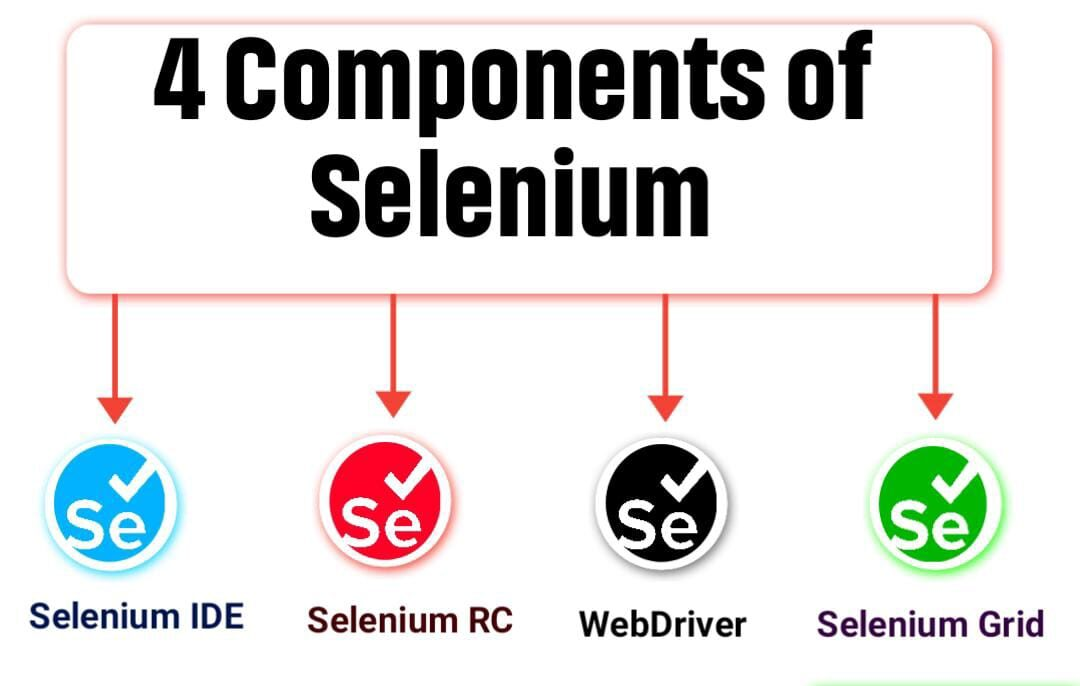 4 Components of
Selenium
Se Se Se Se
Selenium IDE Selenium RC WebDriver Selenium Grid